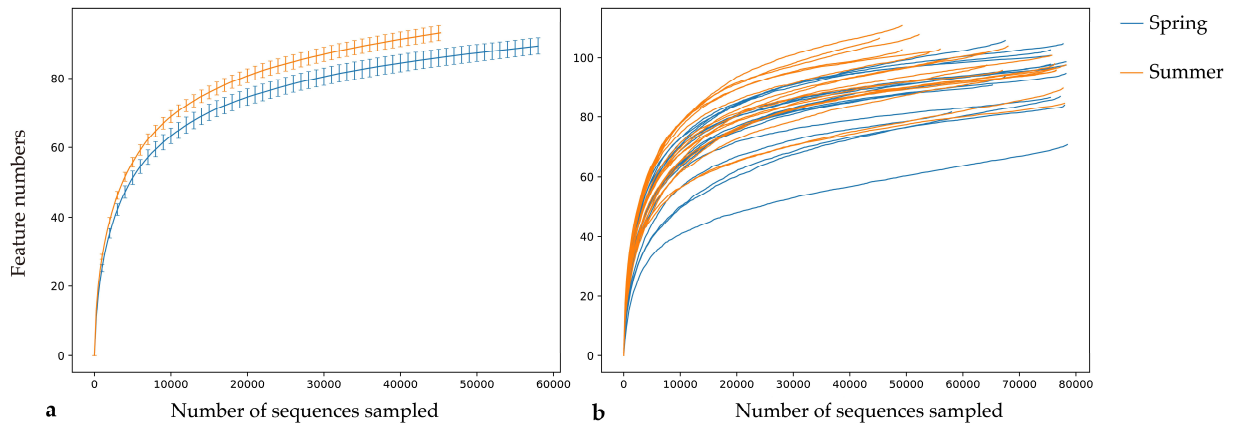 Spring
Summer
Feature numbers
80
60
40
20
0
0 10000 20000 30000 40000 50000 60000
a Number of sequences sampled
100
80
60
40
20
0
0 10000 20000 30000 40000 50000 60000 70000 80000
b Number of sequences sampled